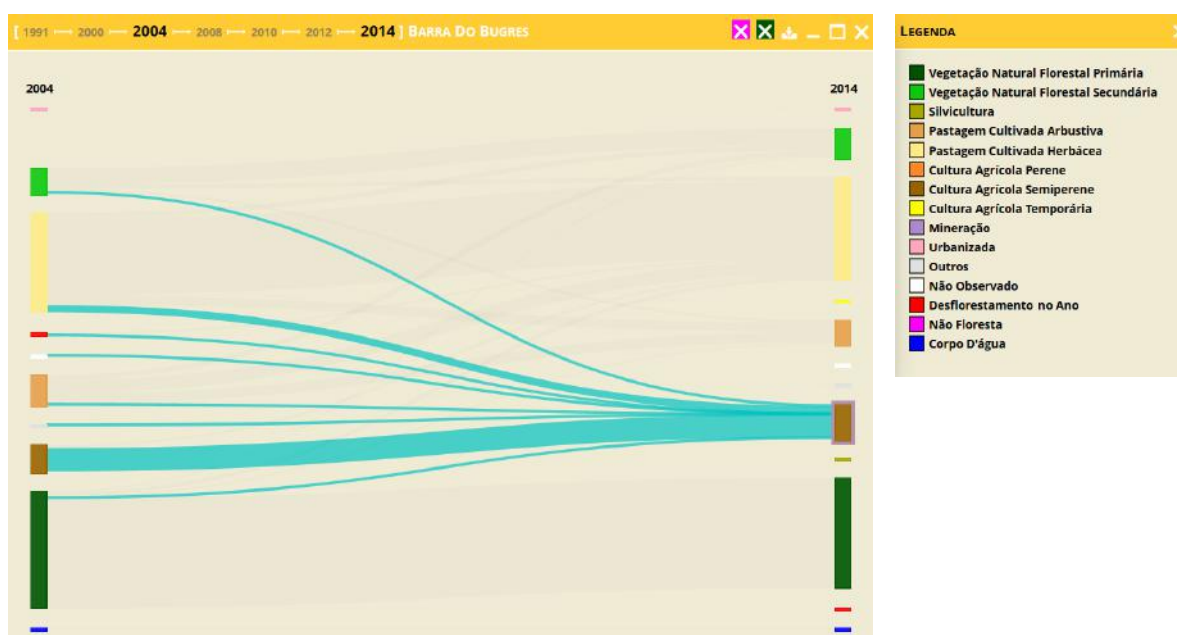 [ 1991 ⟷ 2000 ⟷ 2004 ⟷ 2008 ⟷ 2010 ⟷ 2012 ⟷ 2014 ] BARRA DO BUGRES
LEGENDA
2004
2014
Vegetação Natural Florestal Primária
Vegetação Natural Florestal Secundária
Silvicultura
Pastagem Cultivada Arbustiva
Pastagem Cultivada Herbácea
Cultura Agrícola Perene
Cultura Agrícola Semiperene
Cultura Agrícola Temporária
Mineração
Urbanizada
Outros
Não Observado
Desflorestamento no Ano
Não Floresta
Corpo D'água